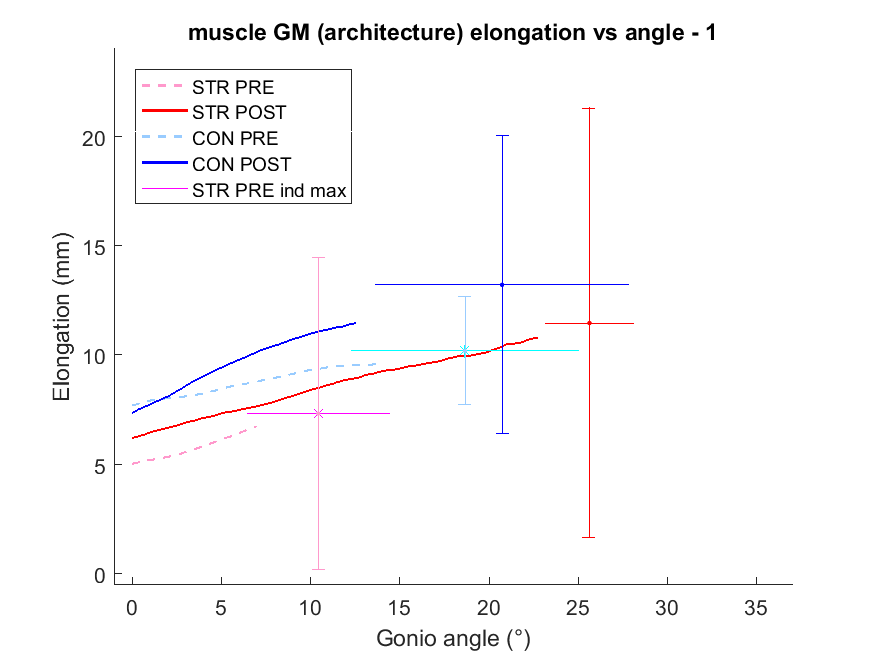 muscle GM (architecture) elongation vs angle - 1
STR PRE
STR POST
CON PRE
CON POST
STR PRE ind max
Elongation (mm)
20
15
10
5
0
0 5 10 15 20 25 30 35
Gonio angle (°)